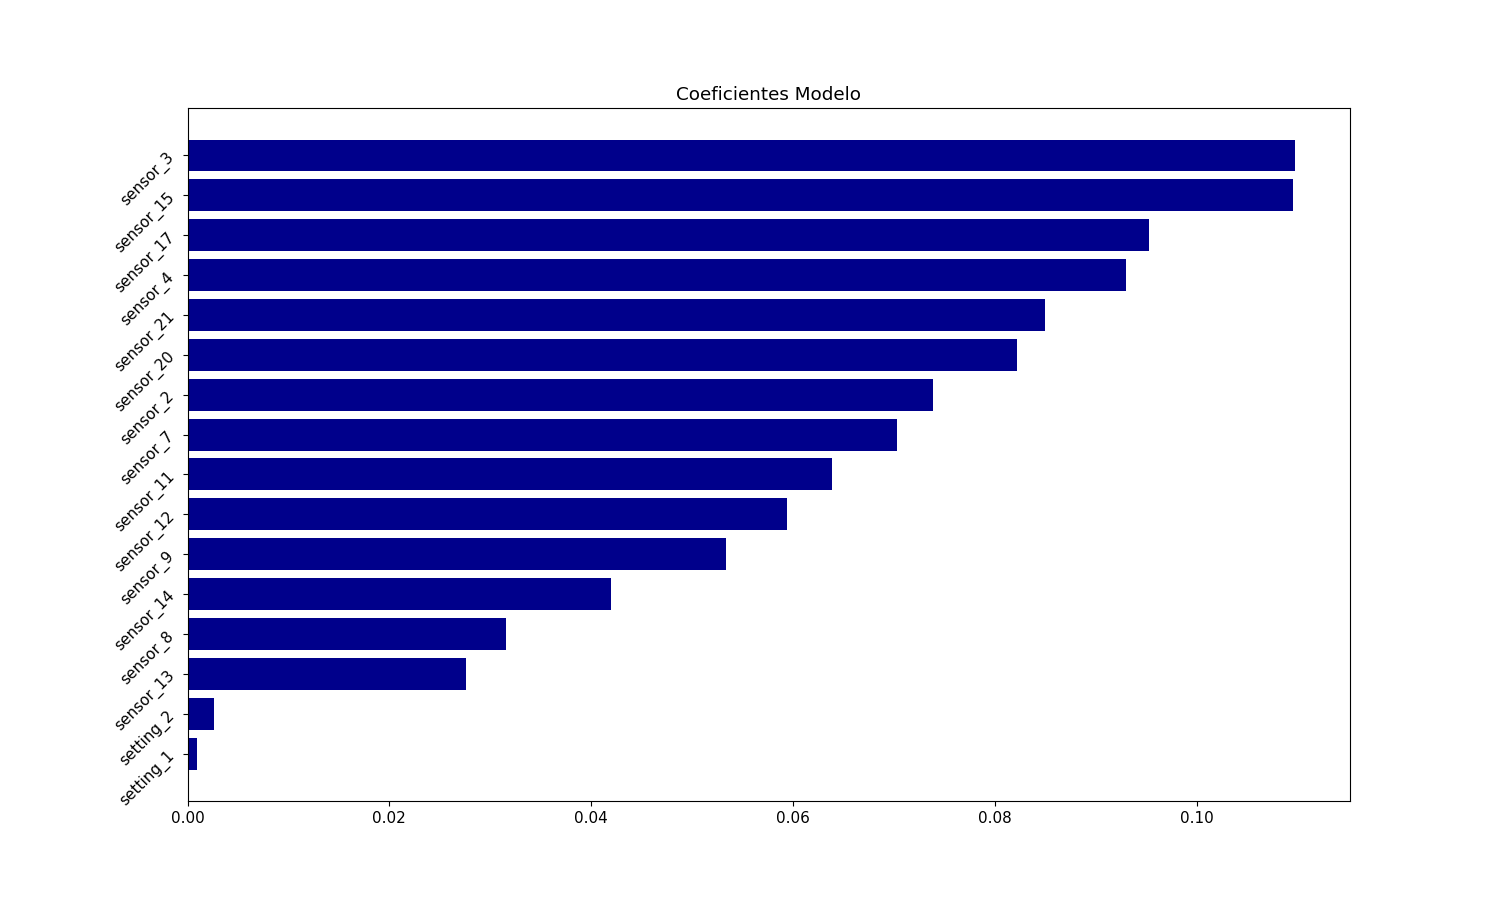 Coeficientes Modelo
sensor_3
sensor_15
sensor_17
sensor_4
sensor_21
sensor_20
sensor_2
sensor_7
sensor_11
sensor_12
sensor_9
sensor_14
sensor_8
sensor_13
setting_2
setting_1
0.00 0.02 0.04 0.06 0.08 0.10